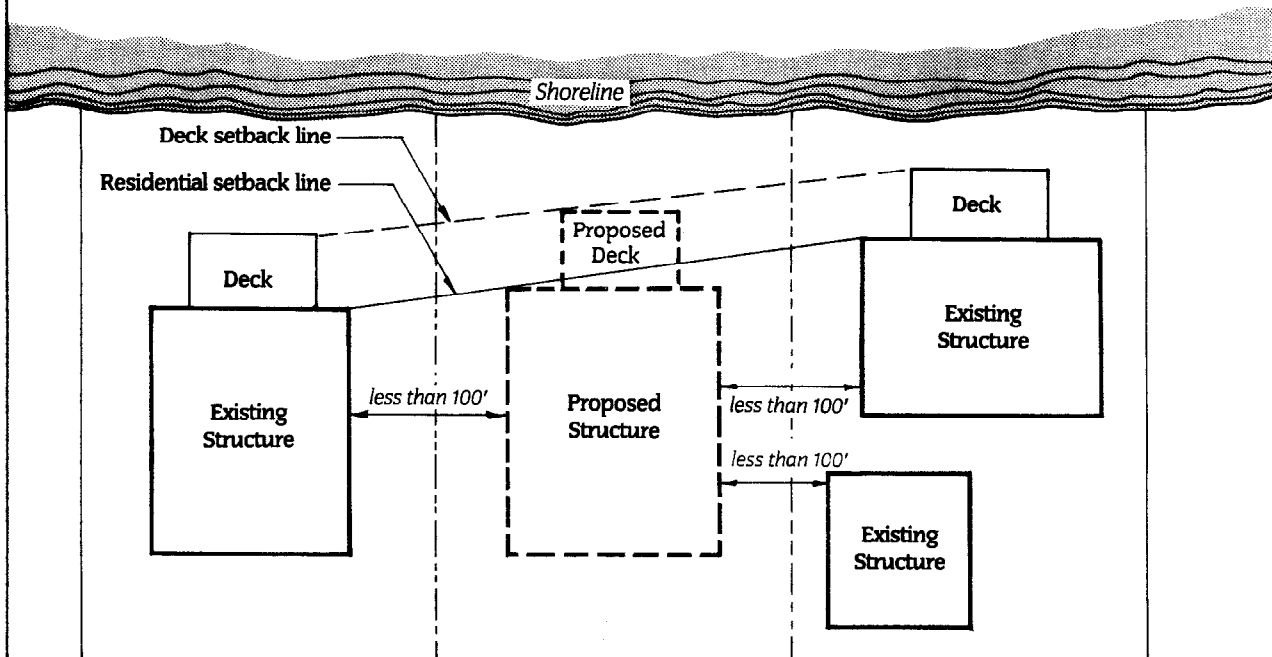 Shoreline
Deck setback line
Residential setback line
Deck
Proposed
Deck
Deck
Existing
Structure
less than 100'
Proposed
Structure
less than 100'
Existing
Structure
less than 100'
Existing
Structure